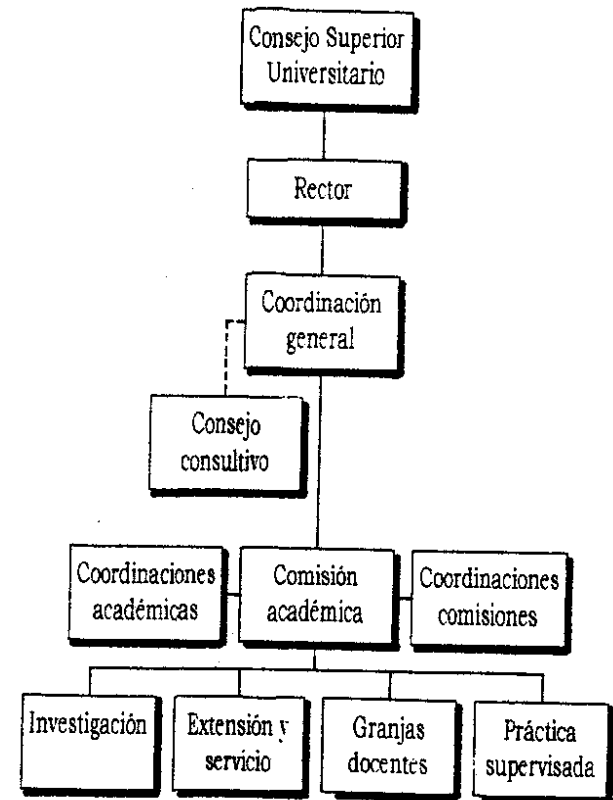 Consejo Superior
Universitario
Rector
Coordinación
general
Consejo
consultivo
Coordinaciones
académicas
Comisión
académica
Coordinaciones
comisiones
Investigación
Extensión y
servicio
Granjas
docentes
Práctica
supervisada